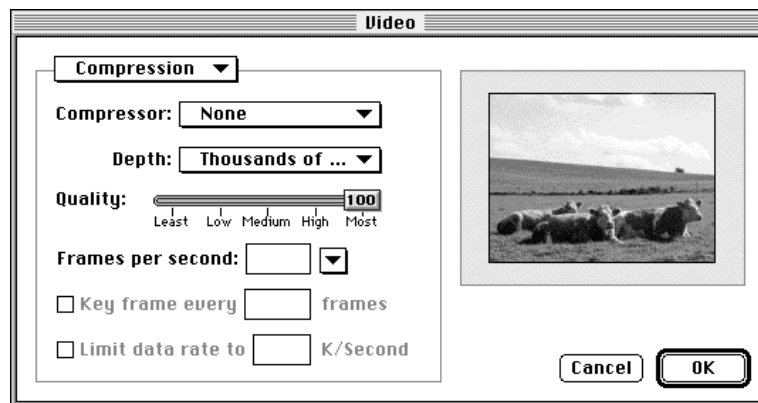 Video
Compression
Compressor: None
Depth: Thousands of ...
Quality: 100
Least Low Medium High Most
Frames per second:
Key frame every frames
Limit data rate to K/Second
Cancel OK